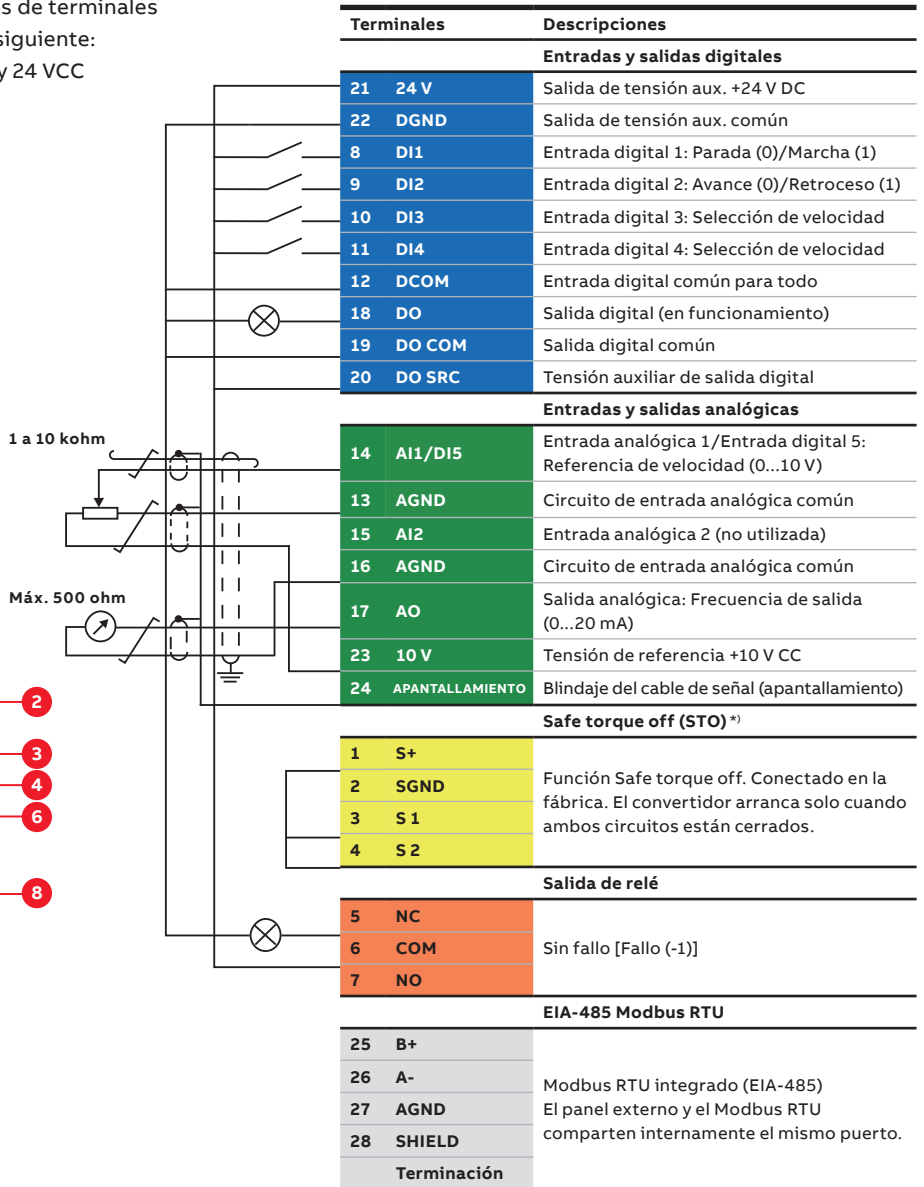 s de terminales
siguiente:
y 24 VCC
Terminales Descripciones
Entradas y salidas digitales
21 24 V Salida de tensión aux. +24 V DC
22 DGND Salida de tensión aux. común
8 DI1 Entrada digital 1: Parada (0)/Marcha (1)
9 DI2 Entrada digital 2: Avance (0)/Retroceso (1)
10 DI3 Entrada digital 3: Selección de velocidad
11 DI4 Entrada digital 4: Selección de velocidad
12 DCOM Entrada digital común para todo
18 DO Salida digital (en funcionamiento)
19 DO COM Salida digital común
20 DO SRC Tensión auxiliar de salida digital
Entradas y salidas analógicas
1 a 10 kohm
14 AI1/DI5 Entrada analógica 1/Entrada digital 5:
Referencia de velocidad (0...10 V)
13 AGND Circuito de entrada analógica común
15 AI2 Entrada analógica 2 (no utilizada)
16 AGND Circuito de entrada analógica común
Máx. 500 ohm
17 AO Salida analógica: Frecuencia de salida
(0...20 mA)
23 10 V Tensión de referencia +10 V CC
24 APANTALLAMIENTO Blindaje del cable de señal (apantallamiento)
2
3
4
6
8
Safe torque off (STO) *)
1 S+
2 SGND
3 S 1
4 S 2
Función Safe torque off. Conectado en la
fábrica. El convertidor arranca solo cuando
ambos circuitos están cerrados.
Salida de relé
5 NC
6 COM Sin fallo [Fallo (-1)]
7 NO
EIA-485 Modbus RTU
25 B+
26 A-
27 AGND
28 SHIELD
Terminación
Modbus RTU integrado (EIA-485)
El panel externo y el Modbus RTU
comparten internamente el mismo puerto.